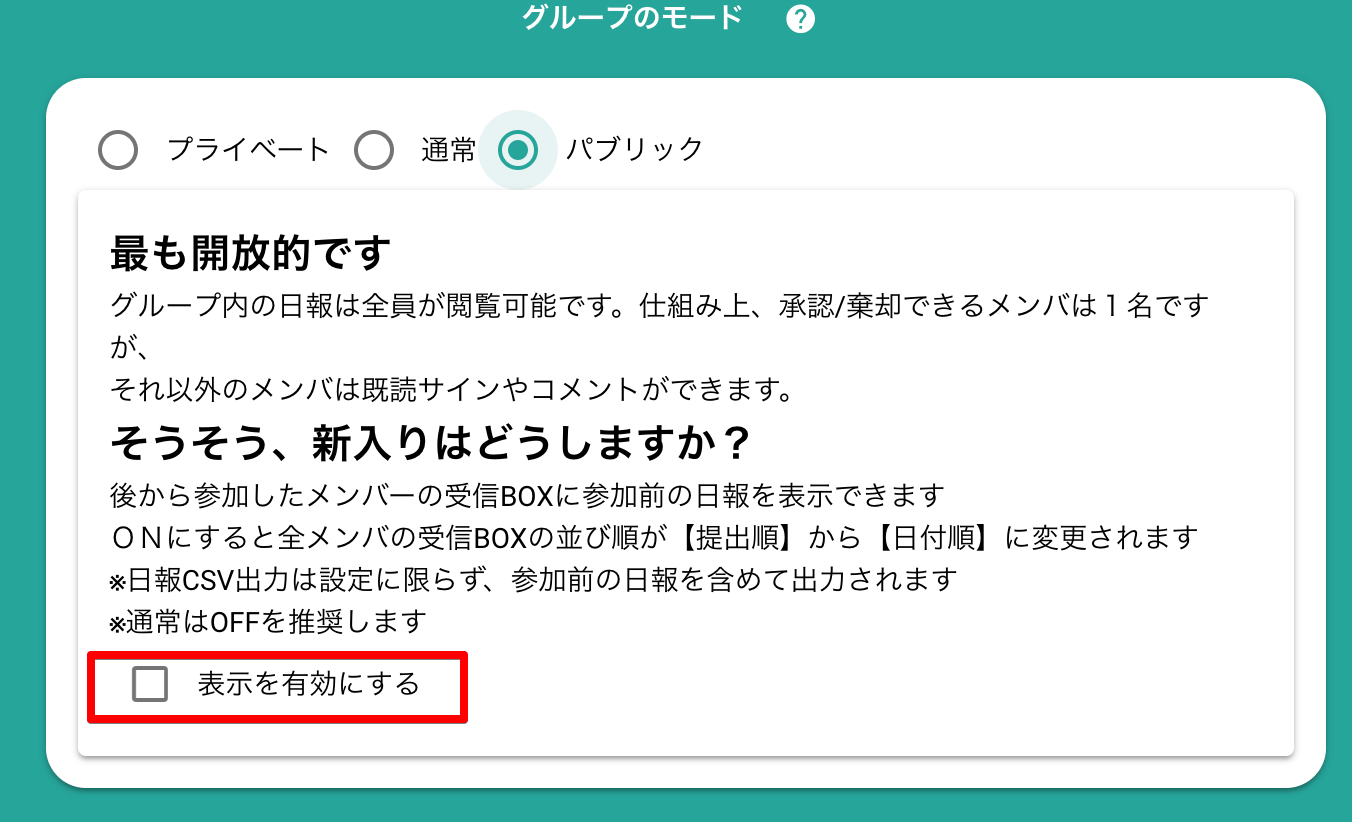 グループのモード ?
プライベート 通常 パブリック
最も開放的です
グループ内の日報は全員が閲覧可能です。仕組み上、承認/棄却できるメンバは１名です
が、
それ以外のメンバは既読サインやコメントができます。
そうそう、新入りはどうしますか？
後から参加したメンバーの受信BOXに参加前の日報を表示できます
ＯＮにすると全メンバの受信BOXの並び順が【提出順】から【日付順】に変更されます
※日報CSV出力は設定に限らず、参加前の日報を含めて出力されます
※通常はOFFを推奨します
表示を有効にする